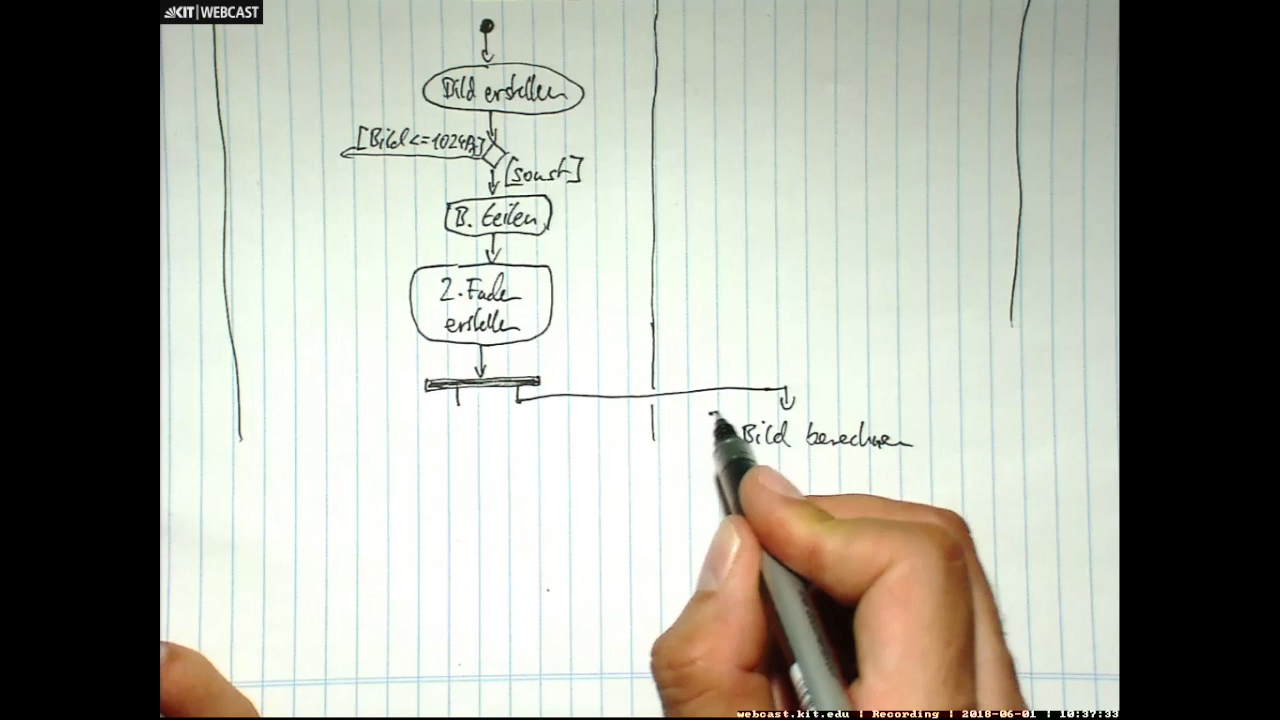 KIT WEBCAST
Bild erstellen
[Bild<=1024Px]
[sonst]
B. teilen
2. Faden
erstellen
Bild berechnen
webcast.kit.edu | Recording | 2018-06-01 | 10:37:33